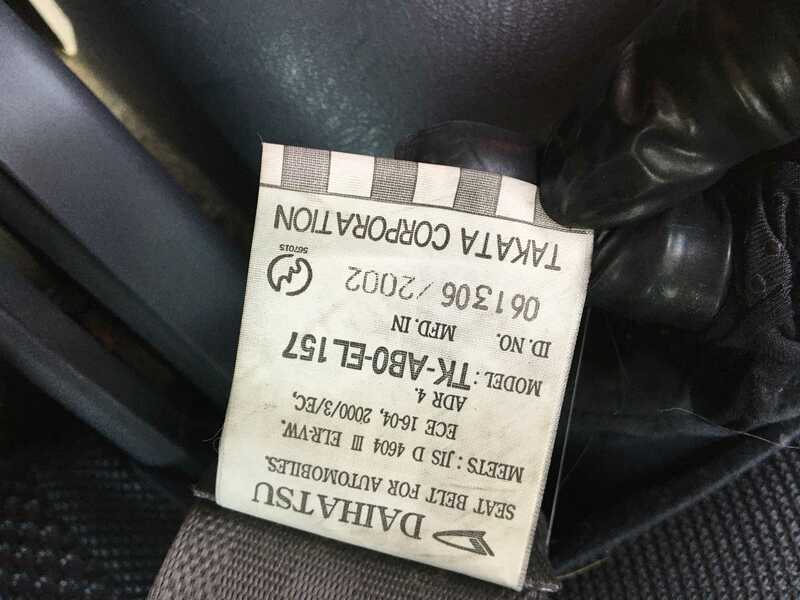 DAIHATSU
SEAT BELT FOR AUTOMOBILES.
MEETS : JIS D 4604 III ELR-VW.
ECE 16-04, 2000/3/EC,
ADR 4.
MODEL : TK-AB0-EL157
ID.NO. MFD.IN
061306 /2002
567015
TAKATA CORPORATION